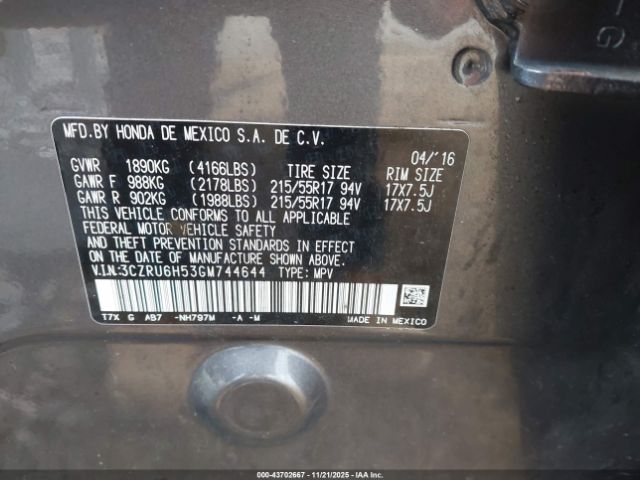 MFD.BY HONDA DE MEXICO S.A. DE C.V.
04/'16
GVWR 1890KG (4166LBS) TIRE SIZE RIM SIZE
GAWR F 988KG (2178LBS) 215/55R17 94V 17X7.5J
GAWR R 902KG (1988LBS) 215/55R17 94V 17X7.5J
THIS VEHICLE CONFORMS TO ALL APPLICABLE
FEDERAL MOTOR VEHICLE SAFETY
AND THEFT PREVENTION STANDARDS IN EFFECT ON
THE DATE OF MANUFACTURE SHOWN ABOVE.
V.I.N:3CZRU6H53GM744644 TYPE: MPV
T7X G AB7 -NH797M -A -M MADE IN MEXICO
G
000-43702667 - 11/21/2025 - IAAI.com